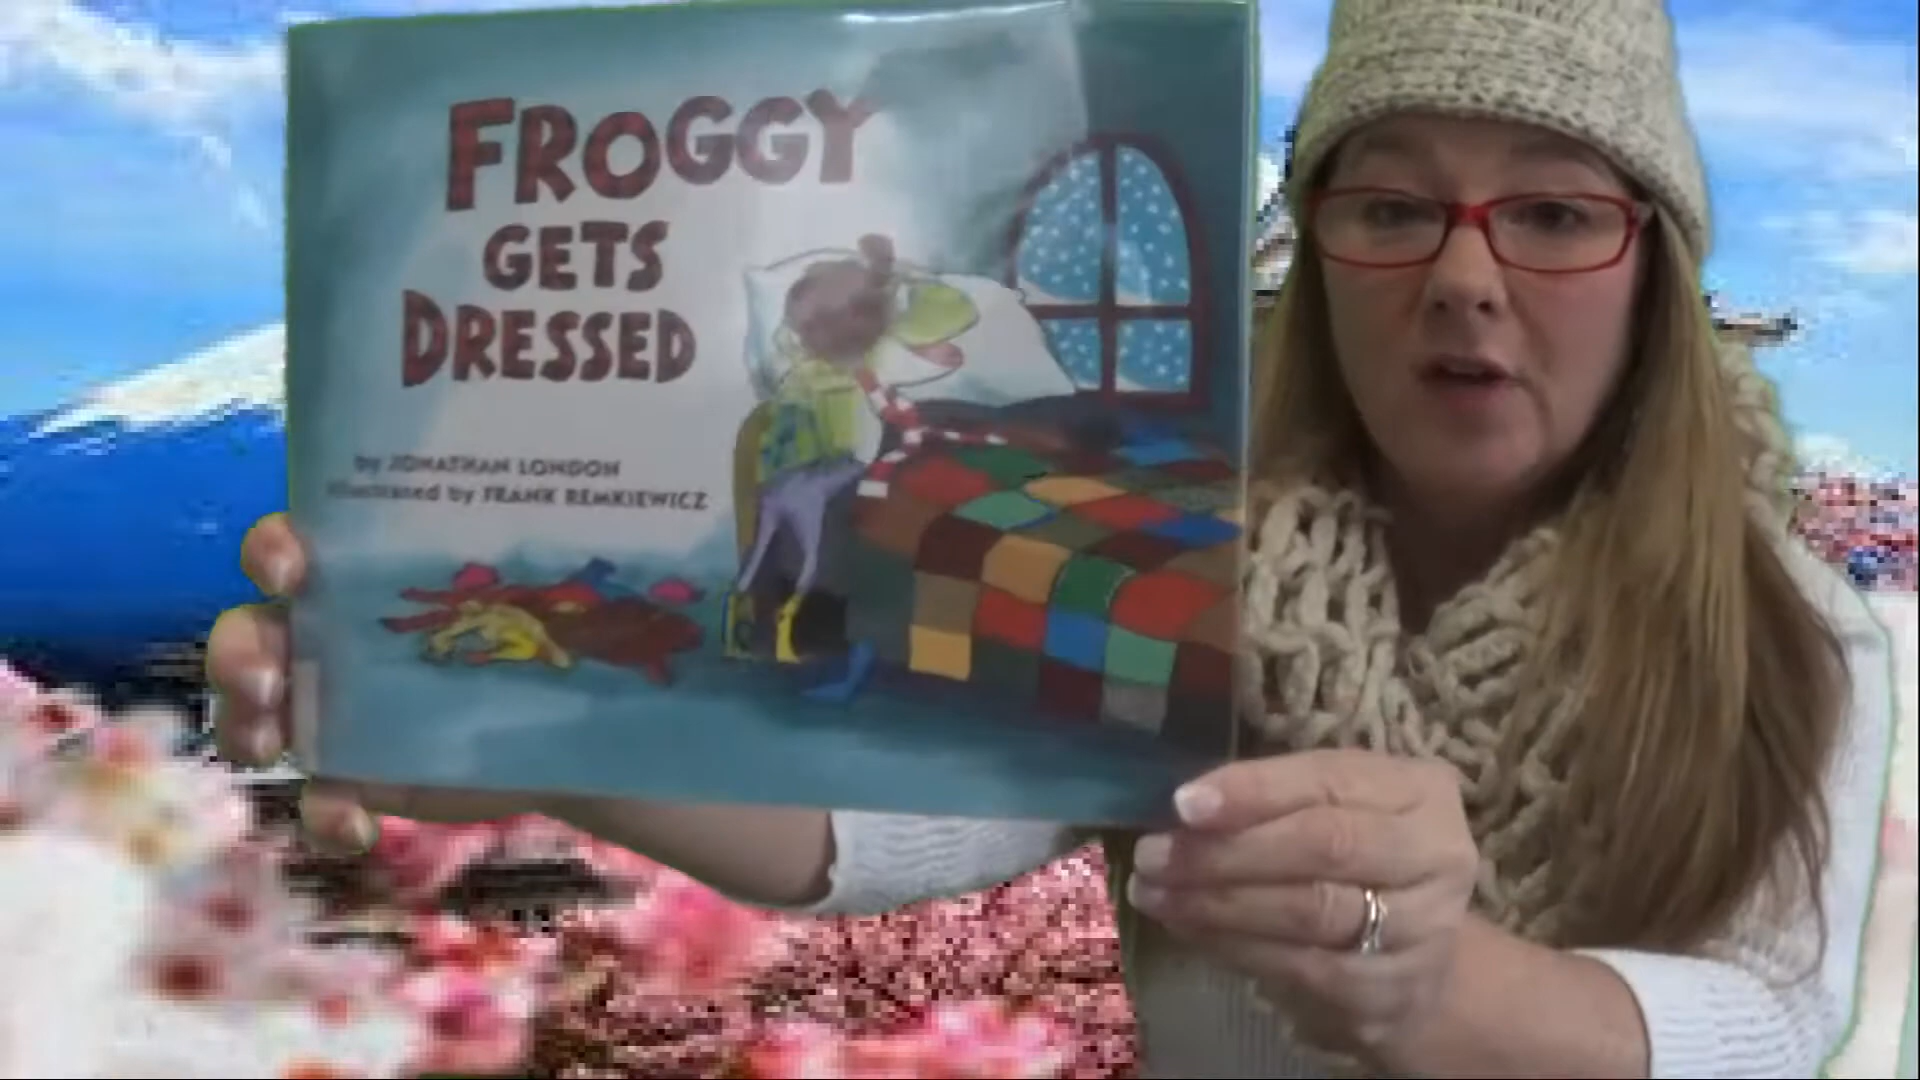 FROGGY
GETS
DRESSED
by JONATHAN LONDON
illustrated by FRANK REMKIEWICZ